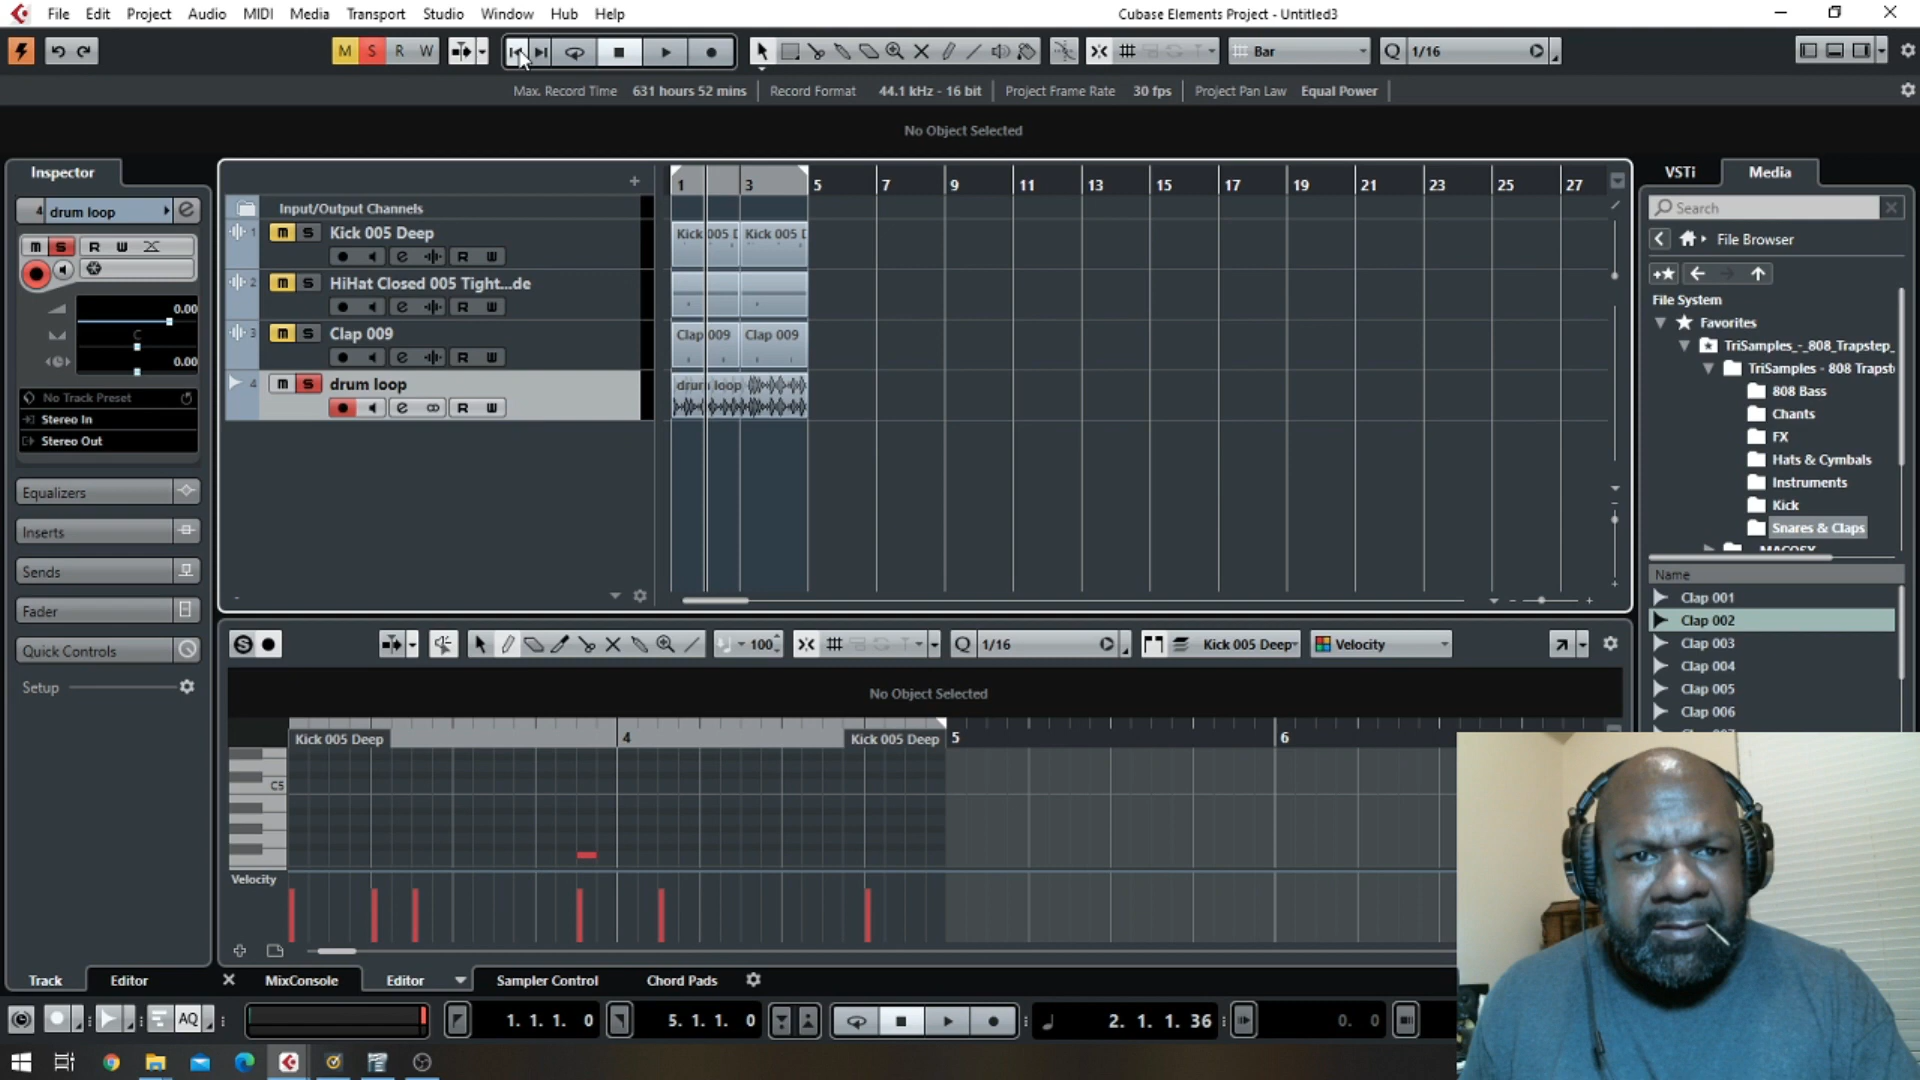 File Edit Project Audio MIDI Media Transport Studio Window Hub Help
Cubase Elements Project - Untitled3
M S R W
Bar
Q 1/16
Max. Record Time 631 hours 52 mins
Record Format 44.1 kHz - 16 bit
Project Frame Rate 30 fps
Project Pan Law Equal Power
No Object Selected
Inspector
4 drum loop
m S R W
0.00
C
0.00
No Track Preset
Stereo In
Stereo Out
Equalizers
Inserts
Sends
Fader
Quick Controls
Setup
1 3 5 7 9 11 13 15 17 19 21 23 25 27
Input/Output Channels
1 m S Kick 005 Deep
e R W
2 m S HiHat Closed 005 Tight...de
e R W
3 m S Clap 009
e R W
4 m S drum loop
e R W
Kick 005 D Kick 005 D
Clap 009 Clap 009
drum loop
VSTi Media
Search
File Browser
File System
Favorites
TriSamples_-_808_Trapstep_
TriSamples - 808 Trapst
808 Bass
Chants
FX
Hats & Cymbals
Instruments
Kick
Snares & Claps
MACOSX
Name
Clap 001
Clap 002
Clap 003
Clap 004
Clap 005
Clap 006
S
100
Q 1/16
Kick 005 Deep
Velocity
No Object Selected
4 5 6
Kick 005 Deep Kick 005 Deep
C5
Velocity
Track Editor
MixConsole Editor Sampler Control Chord Pads
AQ
1. 1. 1. 0
5. 1. 1. 0
2. 1. 1. 36
0. 0